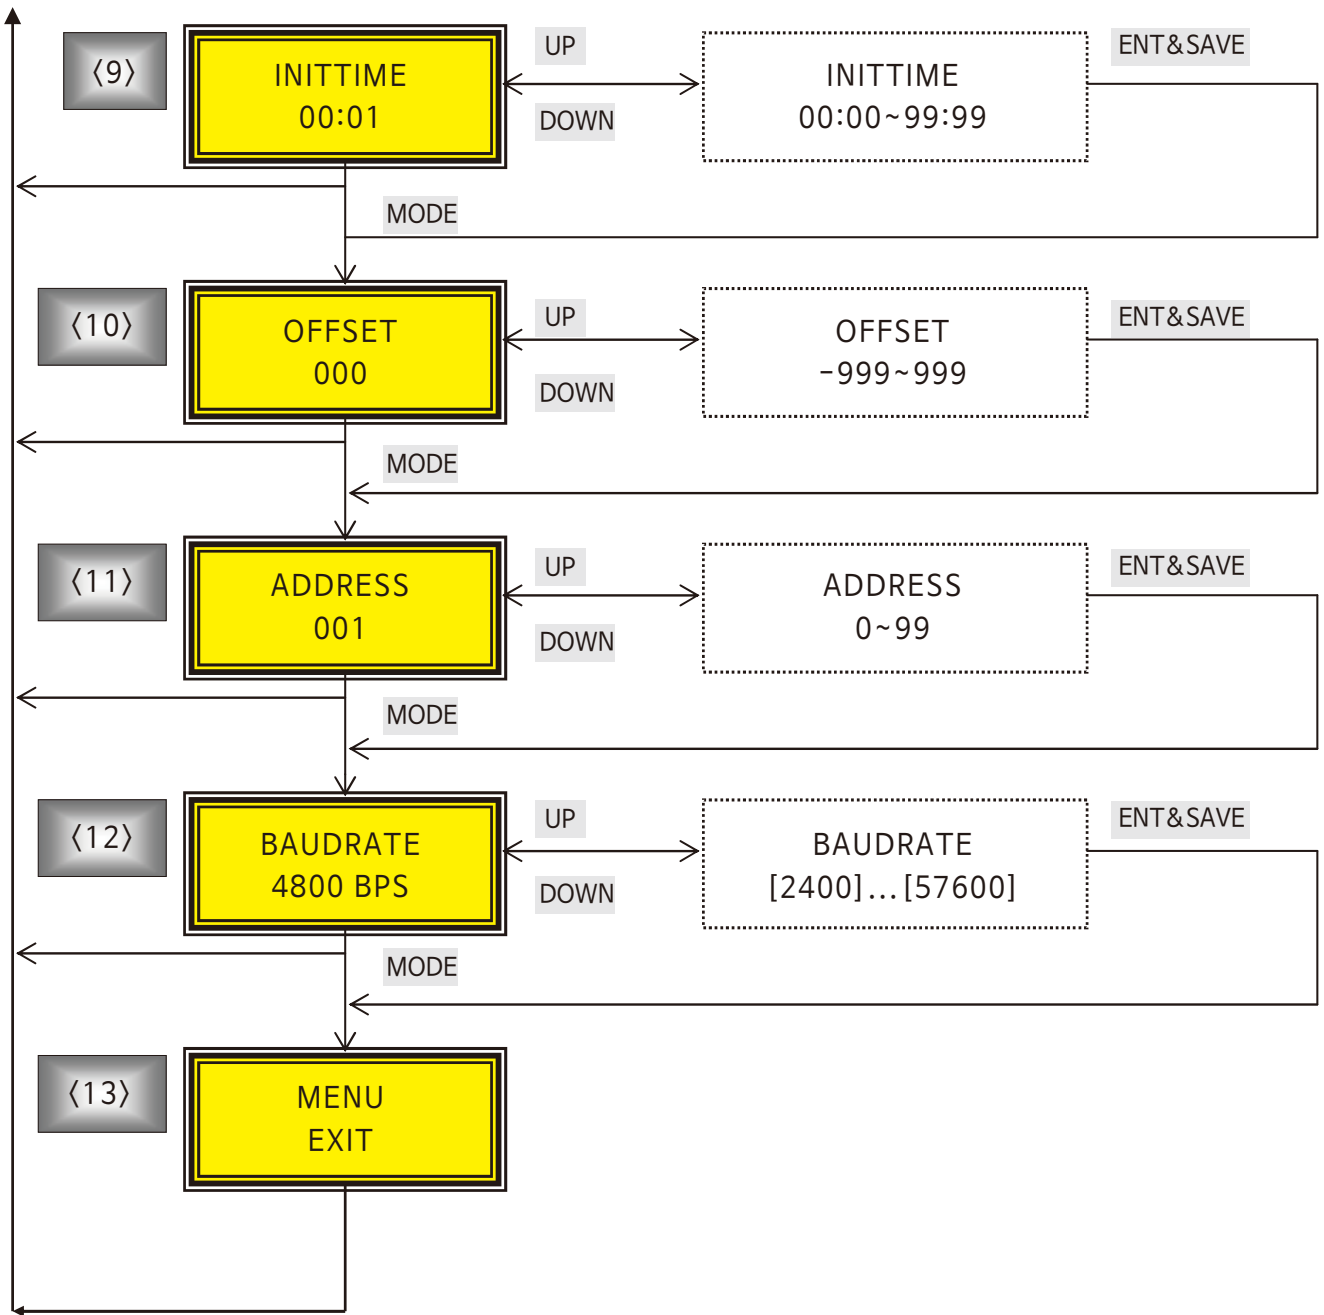 〈9〉
INITTIME
00:01
UP
DOWN
INITTIME
00:00~99:99
ENT&SAVE
MODE
〈10〉
OFFSET
000
UP
DOWN
OFFSET
-999~999
ENT&SAVE
MODE
〈11〉
ADDRESS
001
UP
DOWN
ADDRESS
0~99
ENT&SAVE
MODE
〈12〉
BAUDRATE
4800 BPS
UP
DOWN
BAUDRATE
[2400]...[57600]
ENT&SAVE
MODE
〈13〉
MENU
EXIT